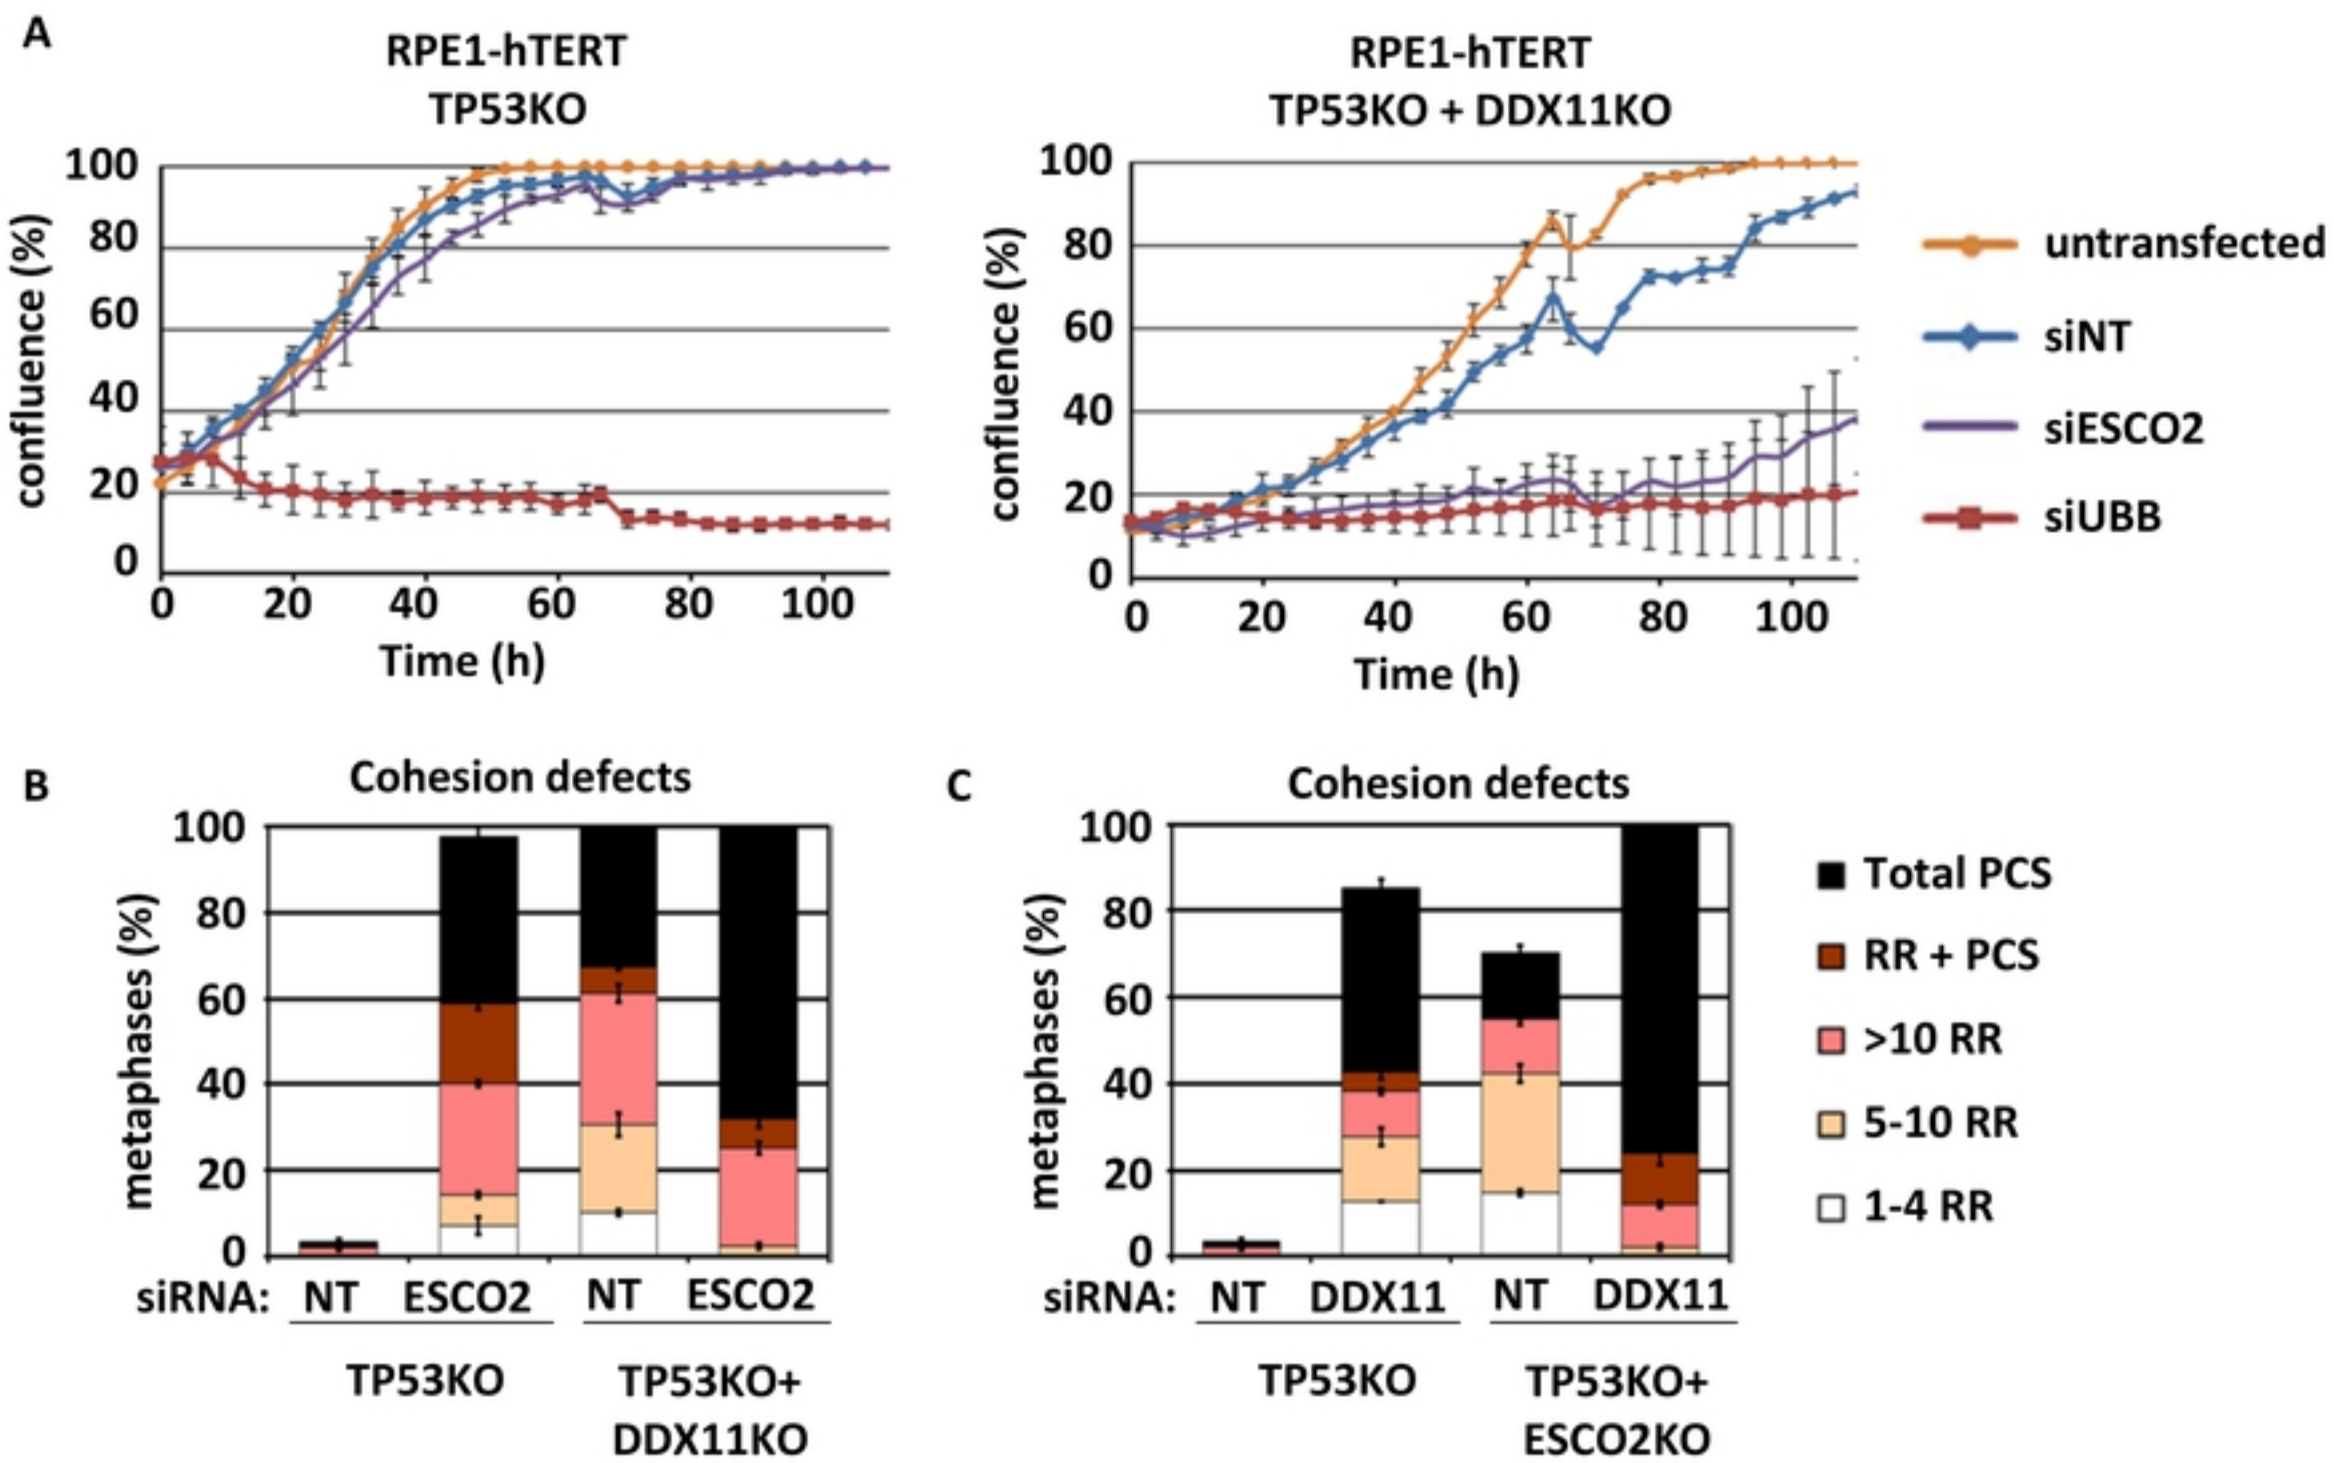 A
RPE1-hTERT
TP53KO
confluence (%)
100
80
60
40
20
0
0 20 40 60 80 100
Time (h)
RPE1-hTERT
TP53KO + DDX11KO
confluence (%)
100
80
60
40
20
0
0 20 40 60 80 100
Time (h)
untransfected
siNT
siESCO2
siUBB
B
Cohesion defects
metaphases (%)
100
80
60
40
20
0
siRNA: NT ESCO2 NT ESCO2
TP53KO TP53KO+
DDX11KO
C
Cohesion defects
metaphases (%)
100
80
60
40
20
0
siRNA: NT DDX11 NT DDX11
TP53KO TP53KO+
ESCO2KO
Total PCS
RR + PCS
>10 RR
5-10 RR
1-4 RR